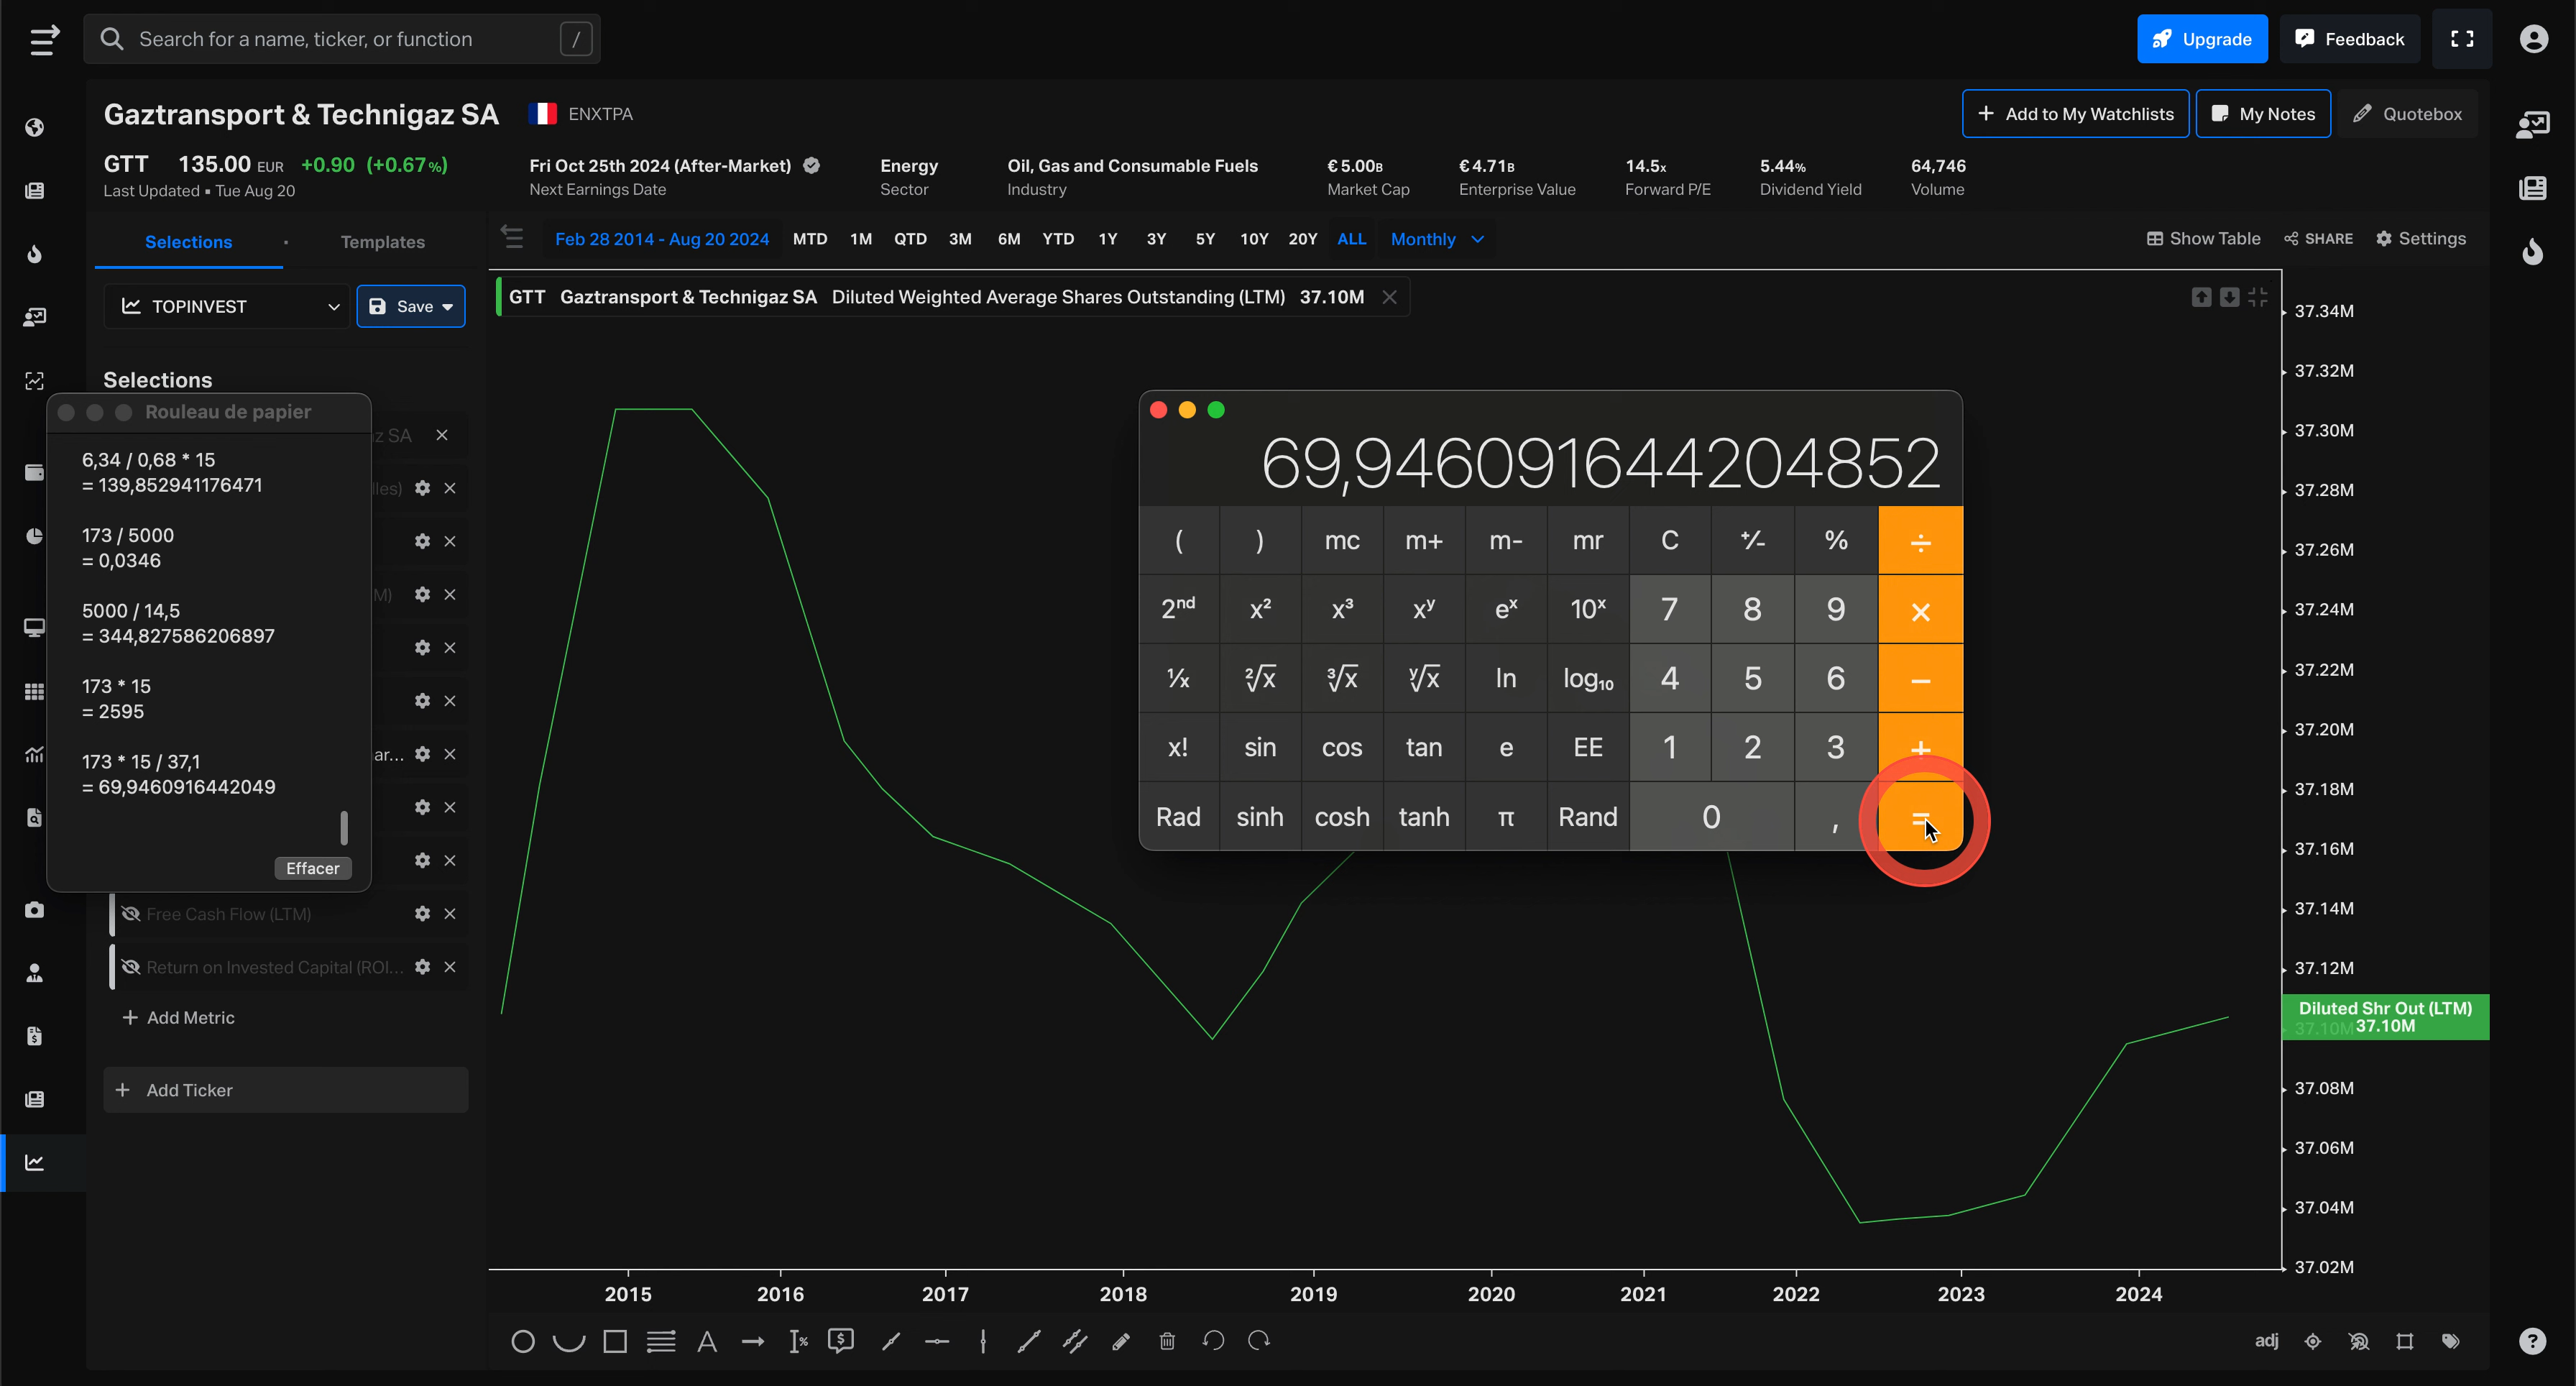 Search for a name, ticker, or function /
Upgrade
Feedback
Gaztransport & Technigaz SA ENXTPA
Add to My Watchlists
My Notes
Quotebox
GTT 135.00 EUR +0.90 (+0.67%)
Last Updated ▪ Tue Aug 20
Fri Oct 25th 2024 (After-Market)
Next Earnings Date
Energy
Sector
Oil, Gas and Consumable Fuels
Industry
€5.00B
Market Cap
€4.71B
Enterprise Value
14.5x
Forward P/E
5.44%
Dividend Yield
64,746
Volume
Selections · Templates
Feb 28 2014 - Aug 20 2024 MTD 1M QTD 3M 6M YTD 1Y 3Y 5Y 10Y 20Y ALL Monthly
Show Table SHARE Settings
TOPINVEST
Save
GTT Gaztransport & Technigaz SA Diluted Weighted Average Shares Outstanding (LTM) 37.10M
Selections
Rouleau de papier
6,34 / 0,68 * 15
= 139,852941176471
173 / 5000
= 0,0346
5000 / 14,5
= 344,827586206897
173 * 15
= 2595
173 * 15 / 37,1
= 69,9460916442049
Effacer
z SA
lles)
M)
ar...
Free Cash Flow (LTM)
Return on Invested Capital (ROI...
+ Add Metric
+ Add Ticker
69,946091644204852
( ) mc m+ m- mr C +/- % ÷
2nd x² x³ xʸ eˣ 10ˣ 7 8 9 ×
1/x ²√x ³√x ʸ√x ln log₁₀ 4 5 6 −
x! sin cos tan e EE 1 2 3 +
Rad sinh cosh tanh π Rand 0 , =
37.34M
37.32M
37.30M
37.28M
37.26M
37.24M
37.22M
37.20M
37.18M
37.16M
37.14M
37.12M
Diluted Shr Out (LTM)
37.10M
37.10M
37.08M
37.06M
37.04M
37.02M
2015 2016 2017 2018 2019 2020 2021 2022 2023 2024
A
%
$
adj
?